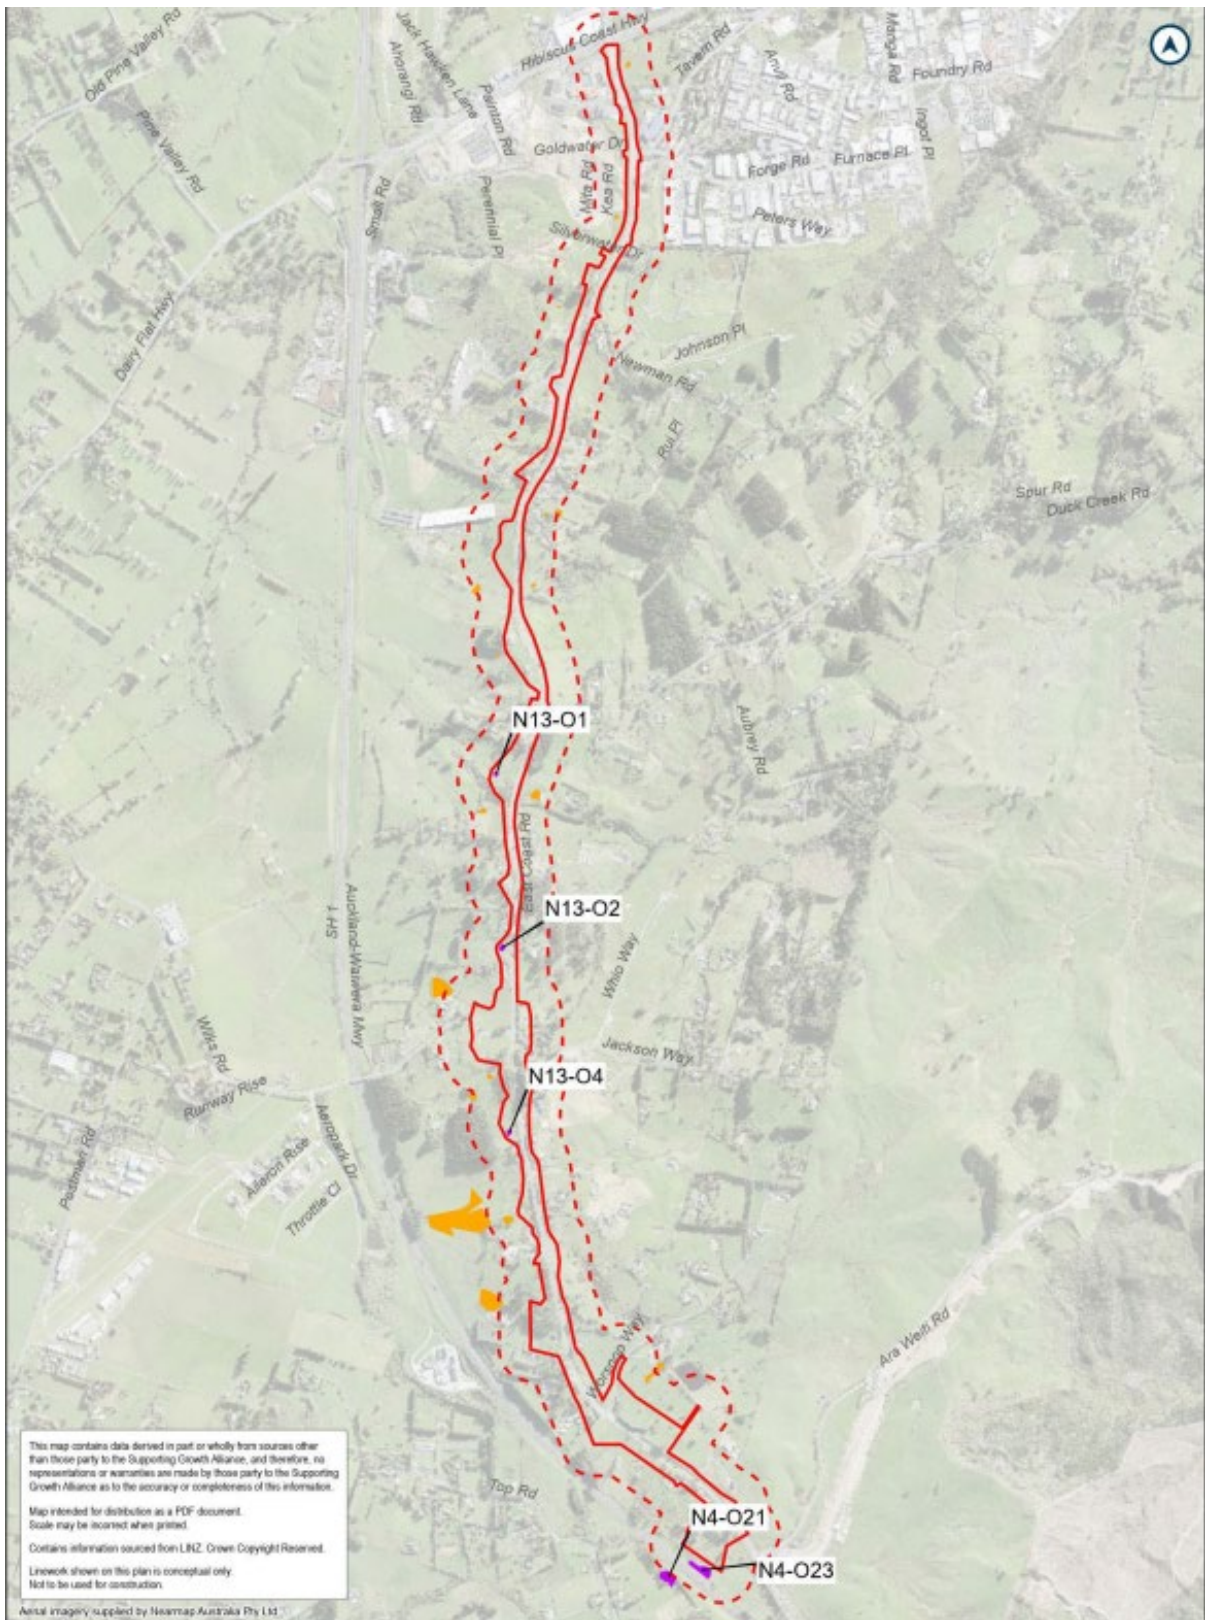 Hibiscus Coast Hwy
Jack Hawken Lane
Ahorangi Rd
Painton Rd
Old Pine Valley Rd
Pine Valley Rd
Tavern Rd
Anvil Rd
Manga Rd
Foundry Rd
Ingot Pl
Goldwater Dr
Forge Rd
Furnace Pl
Mita Rd
Kea Rd
Small Rd
Perennial Pl
Peters Way
Silverwater Dr
Dairy Flat Hwy
Johnson Pl
Newman Rd
Rui Pl
Spur Rd
Duck Creek Rd
N13-O1
Aubrey Rd
East Coast Rd
N13-O2
SH 1
Auckland-Waiwera Mwy
Whio Way
Wilks Rd
Jackson Way
N13-O4
Runway Rise
Aeropark Dr
Postman Rd
Aileron Rise
Throttle Cl
Ara Weiti Rd
Worsnop Way
This map contains data derived in part or wholly from sources other
than those party to the Supporting Growth Alliance, and therefore, no
representations or warranties are made by those party to the Supporting
Growth Alliance as to the accuracy or completeness of this information.
Map intended for distribution as a PDF document.
Scale may be incorrect when printed.
Contains information sourced from LINZ. Crown Copyright Reserved.
Linework shown on this plan is conceptual only.
Not to be used for construction.
Top Rd
N4-O21
N4-O23
Aerial imagery supplied by Nearmap Australia Pty Ltd